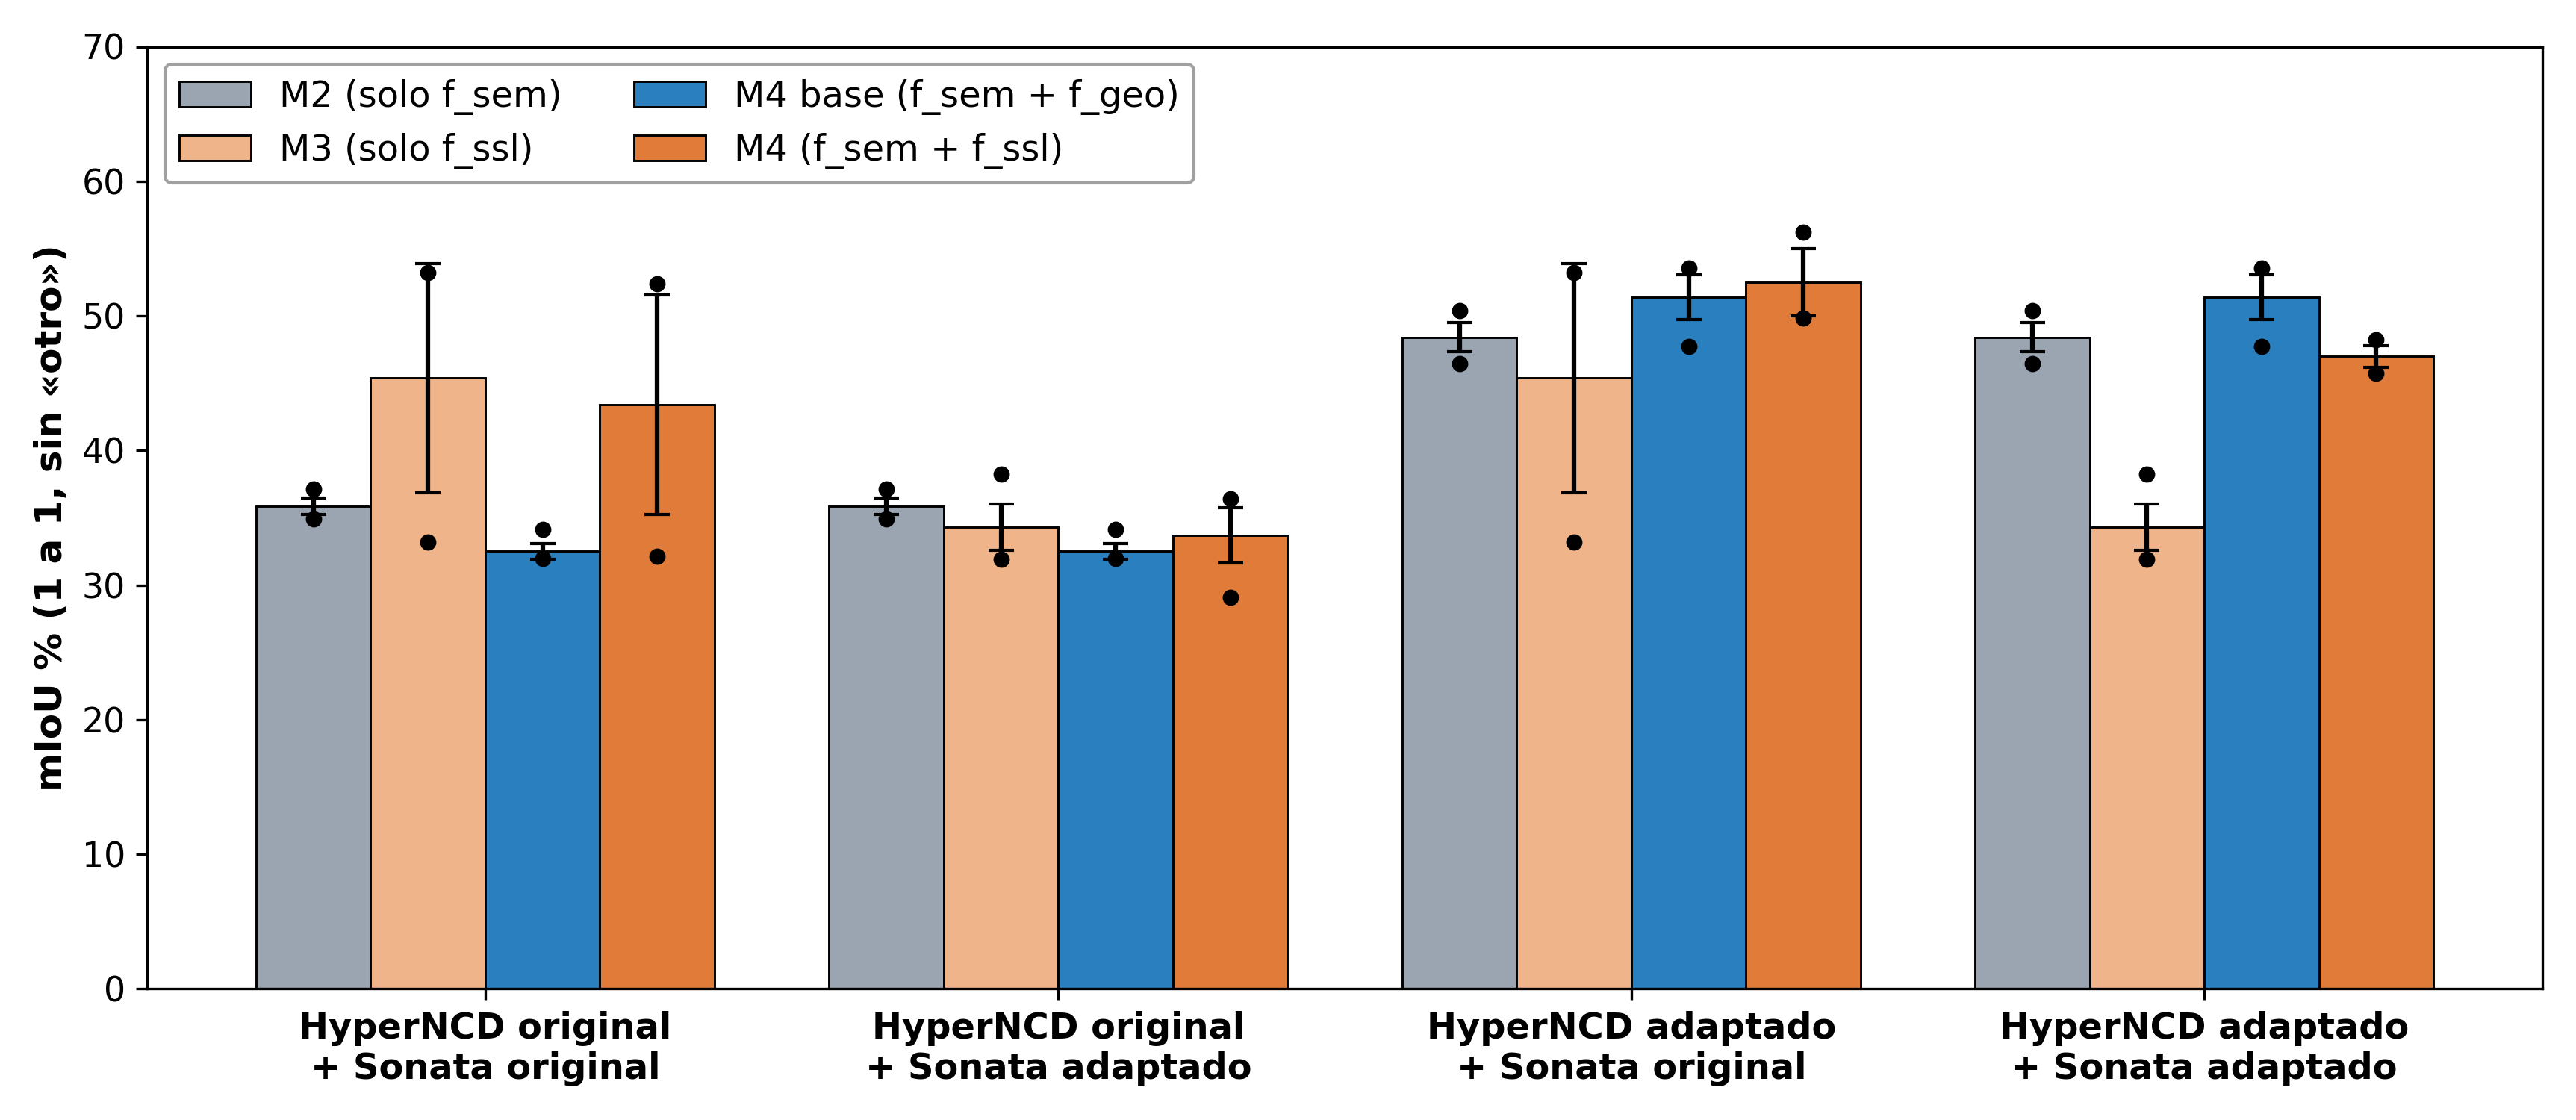 70
60
50
40
30
20
10
0
mIoU % (1 a 1, sin «otro»)
M2 (solo f_sem)
M3 (solo f_ssl)
M4 base (f_sem + f_geo)
M4 (f_sem + f_ssl)
HyperNCD original
+ Sonata original
HyperNCD original
+ Sonata adaptado
HyperNCD adaptado
+ Sonata original
HyperNCD adaptado
+ Sonata adaptado